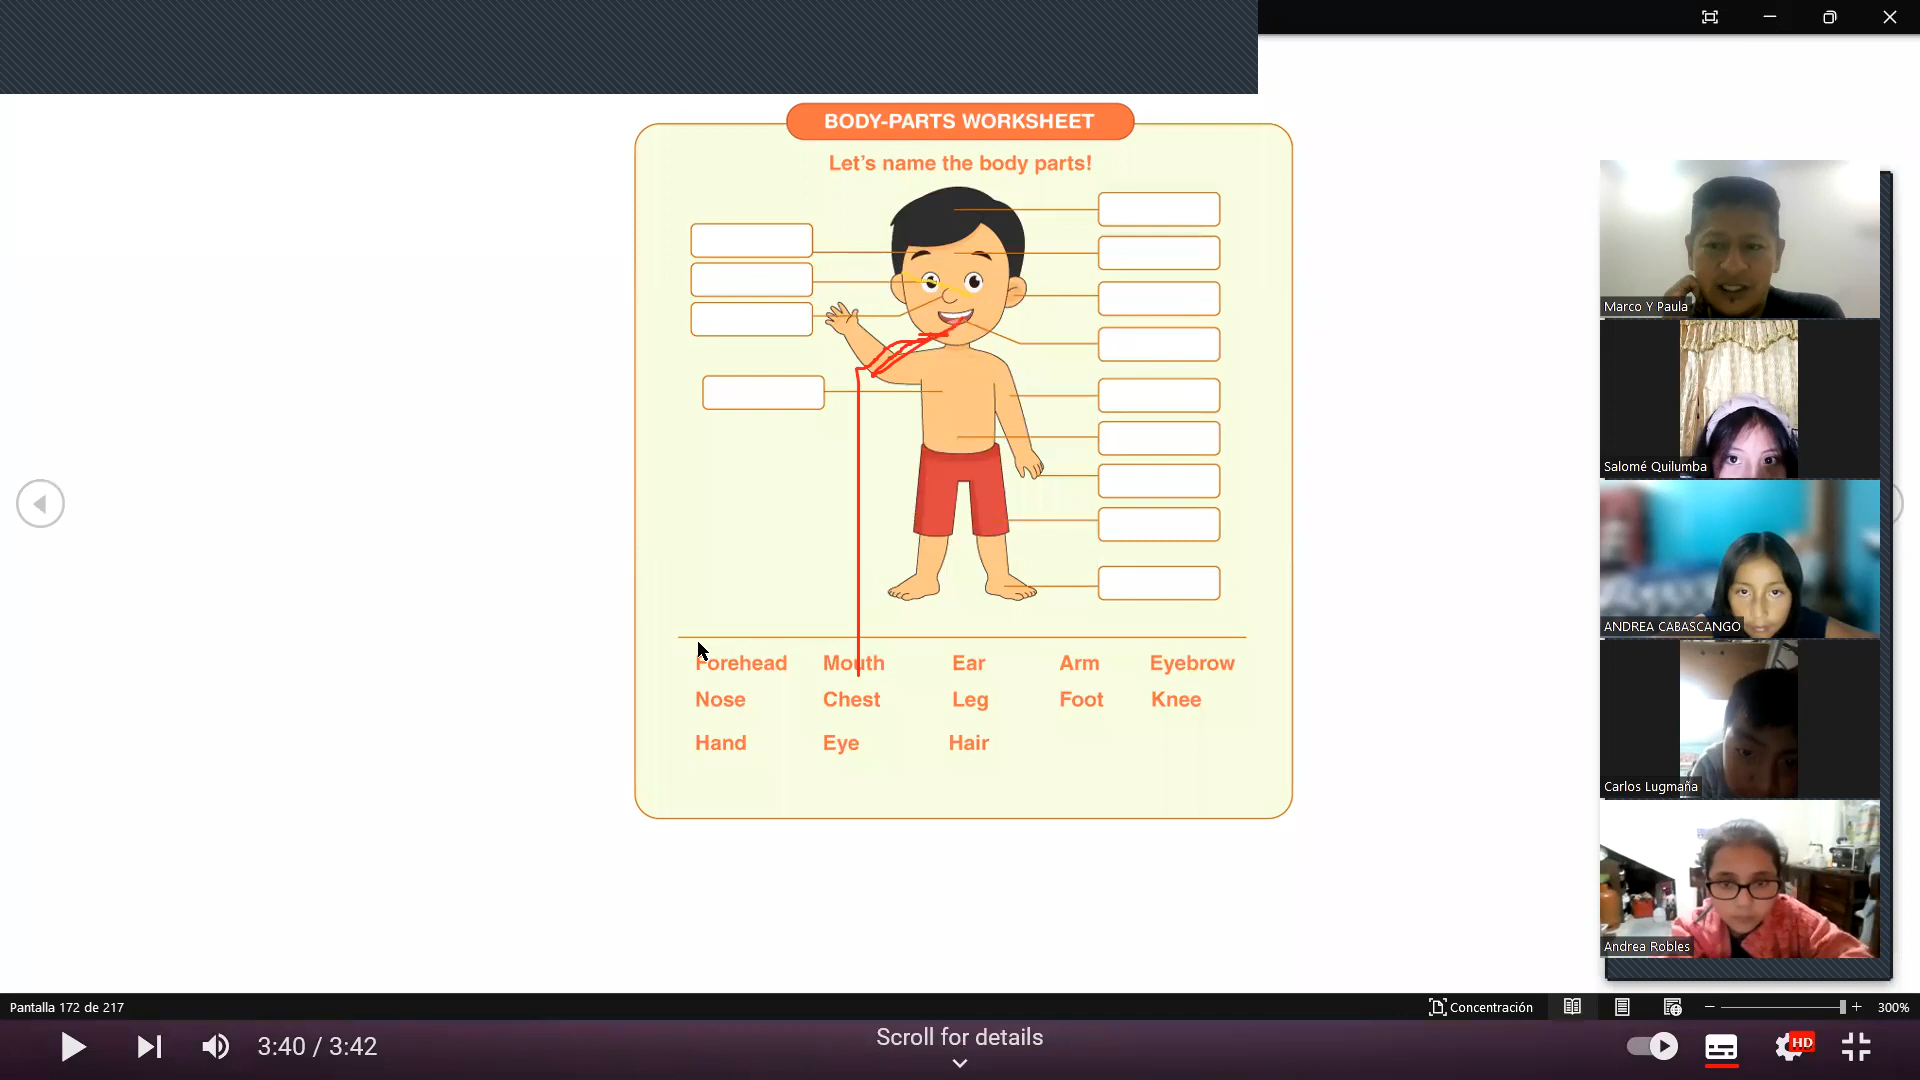 BODY-PARTS WORKSHEET
Let's name the body parts!
Forehead Mouth Ear Arm Eyebrow
Nose Chest Leg Foot Knee
Hand Eye Hair
Marco Y Paula
Salomé Quilumba
ANDREA CABASCANGO
Carlos Lugmaña
Andrea Robles
Pantalla 172 de 217
Concentración
300%
3:40 / 3:42
Scroll for details
HD